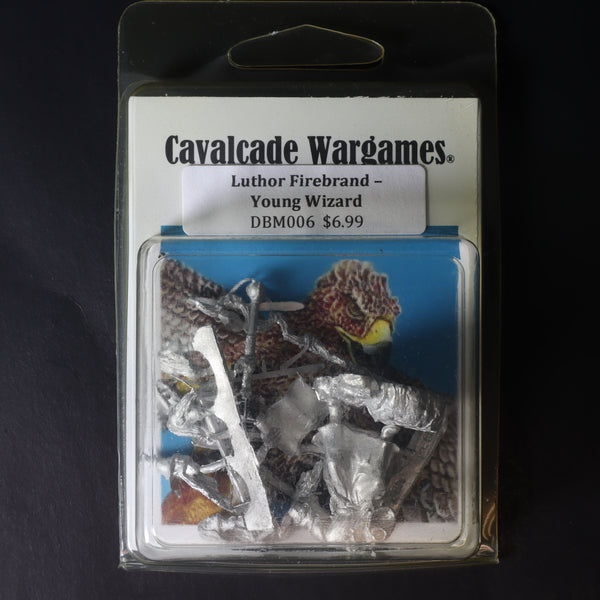 Cavalcade Wargames®
Luthor Firebrand –
Young Wizard
DBM006 $6.99